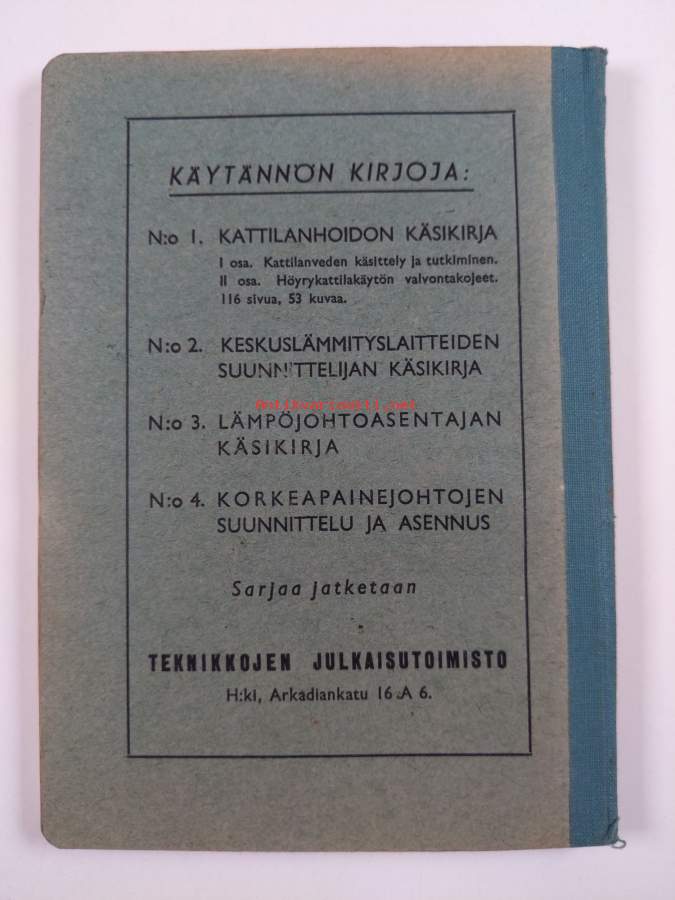 KÄYTÄNNÖN KIRJOJA:
N:o 1. KATTILANHOIDON KÄSIKIRJA
I osa. Kattilanveden käsittely ja tutkiminen.
II osa. Höyrykattilakäytön valvontakojeet.
116 sivua, 53 kuvaa.
N:o 2. KESKUSLÄMMITYSLAITTEIDEN
SUUNNITTELIJAN KÄSIKIRJA
Antikvariaatti.net
N:o 3. LÄMPÖJOHTOASENTAJAN
KÄSIKIRJA
N:o 4. KORKEAPAINEJOHTOJEN
SUUNNITTELU JA ASENNUS
Sarjaa jatketaan
TEKNIKKOJEN JULKAISUTOIMISTO
H:ki, Arkadiankatu 16 A 6.